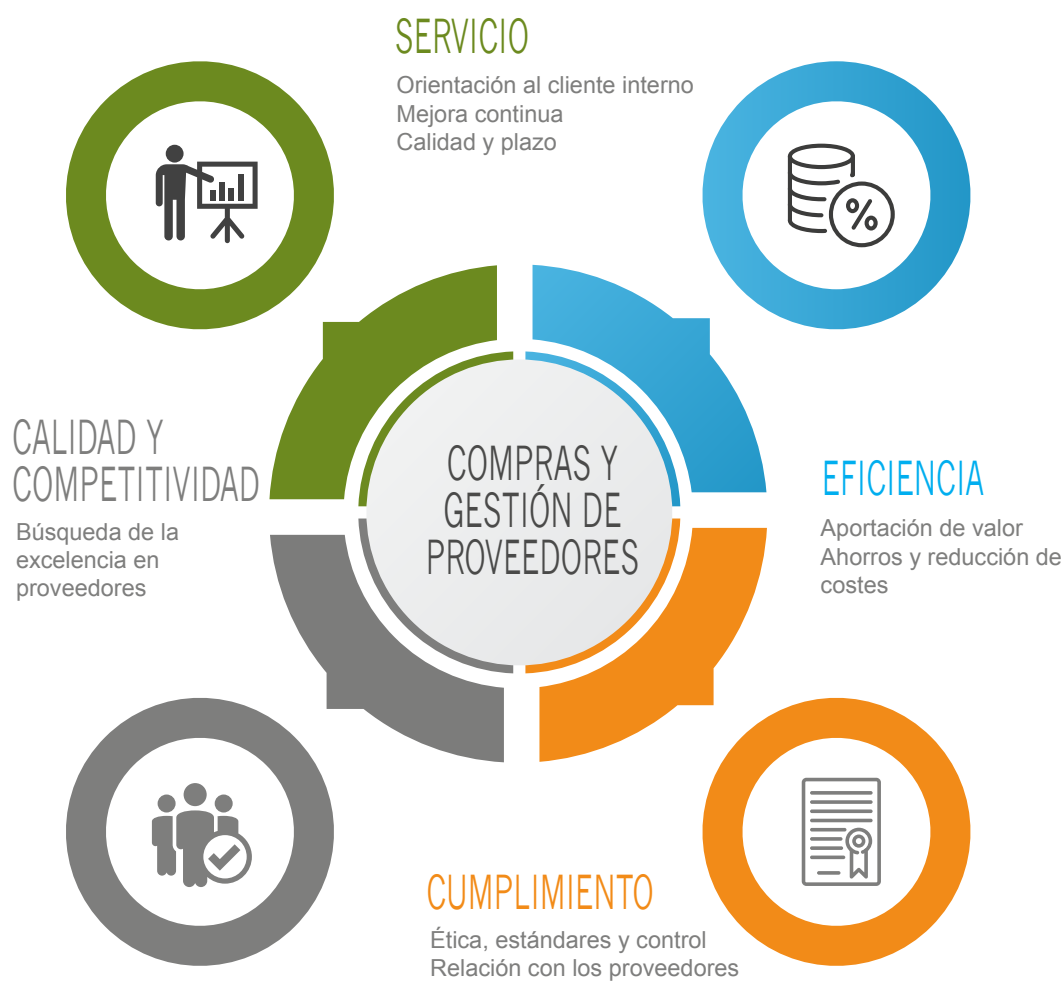 SERVICIO
Orientación al cliente interno
Mejora continua
Calidad y plazo
%
CALIDAD Y
COMPETITIVIDAD
Búsqueda de la
excelencia en
proveedores
COMPRAS Y
GESTIÓN DE
PROVEEDORES
EFICIENCIA
Aportación de valor
Ahorros y reducción de
costes
CUMPLIMIENTO
Ética, estándares y control
Relación con los proveedores